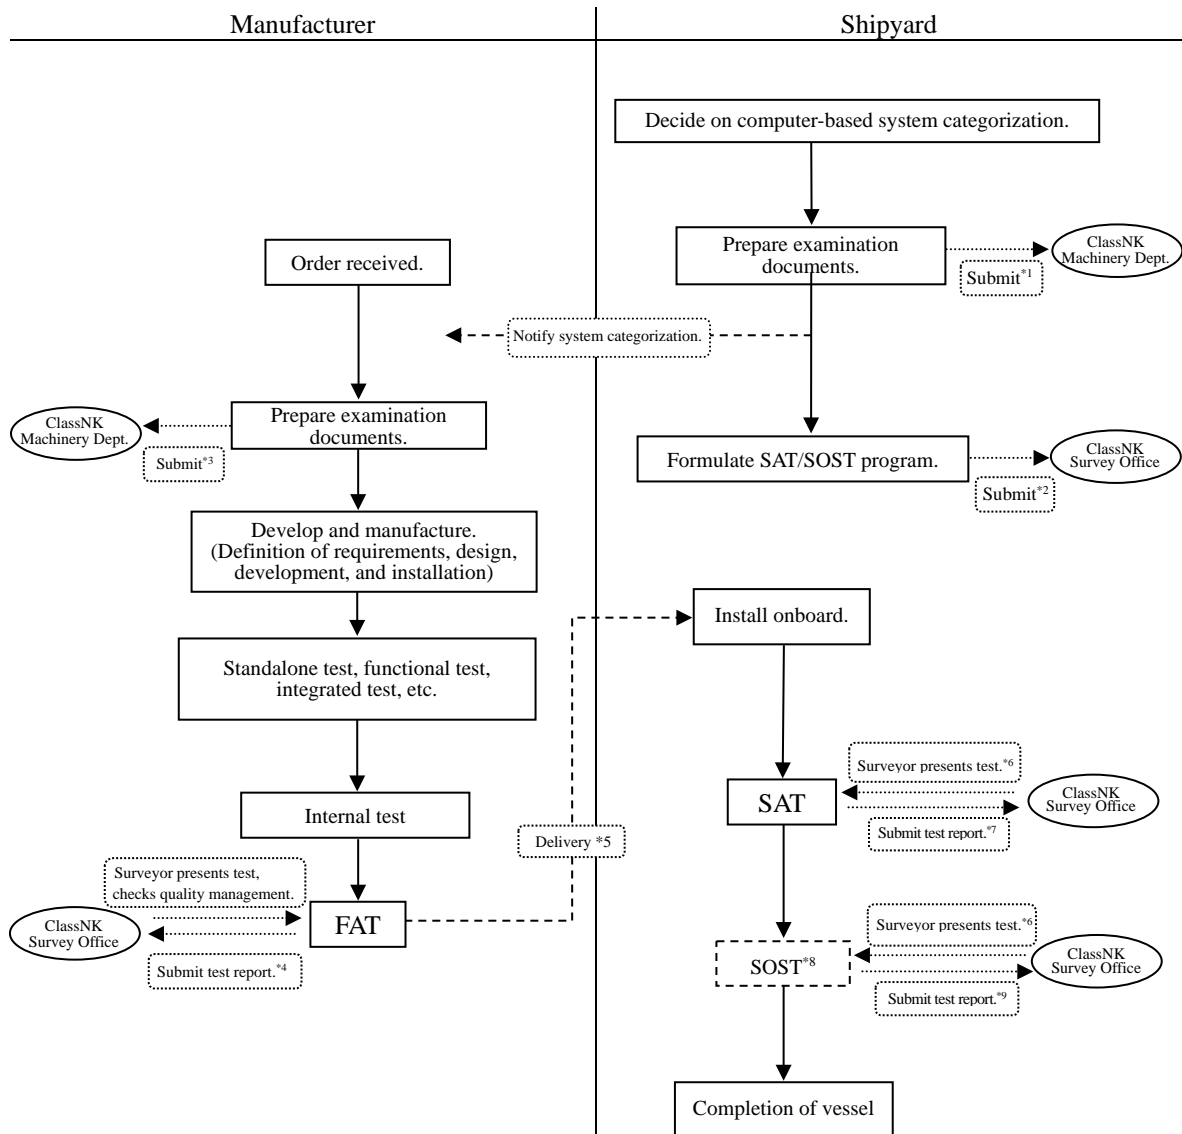 Manufacturer
Shipyard
Decide on computer-based system categorization.
Prepare examination
documents.
ClassNK
Machinery Dept.
Submit*1
Order received.
Notify system categorization.
ClassNK
Machinery Dept.
Prepare examination
documents.
Submit*3
Formulate SAT/SOST program.
ClassNK
Survey Office
Submit*2
Develop and manufacture.
(Definition of requirements, design,
development, and installation)
Install onboard.
Standalone test, functional test,
integrated test, etc.
Surveyor presents test.*6
SAT
ClassNK
Survey Office
Submit test report.*7
Internal test
Delivery *5
Surveyor presents test,
checks quality management.
FAT
ClassNK
Survey Office
Submit test report.*4
Surveyor presents test.*6
SOST*8
ClassNK
Survey Office
Submit test report.*9
Completion of vessel